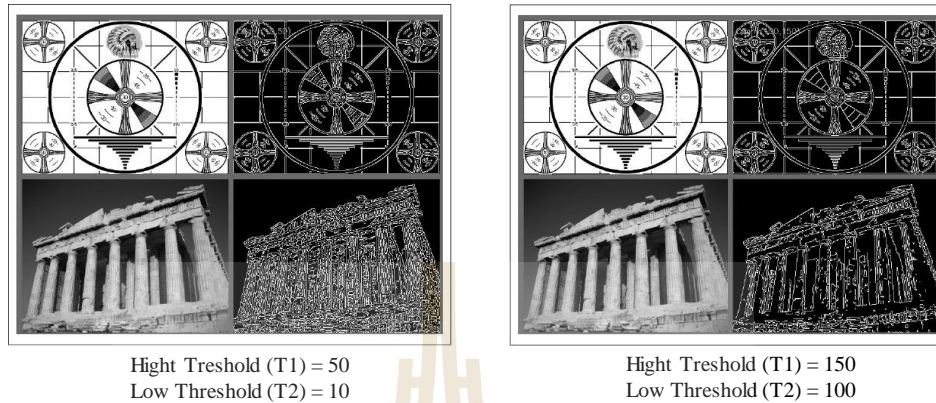 Hight Treshold (T1) = 50
Low Threshold (T2) = 10
Hight Treshold (T1) = 150
Low Threshold (T2) = 100